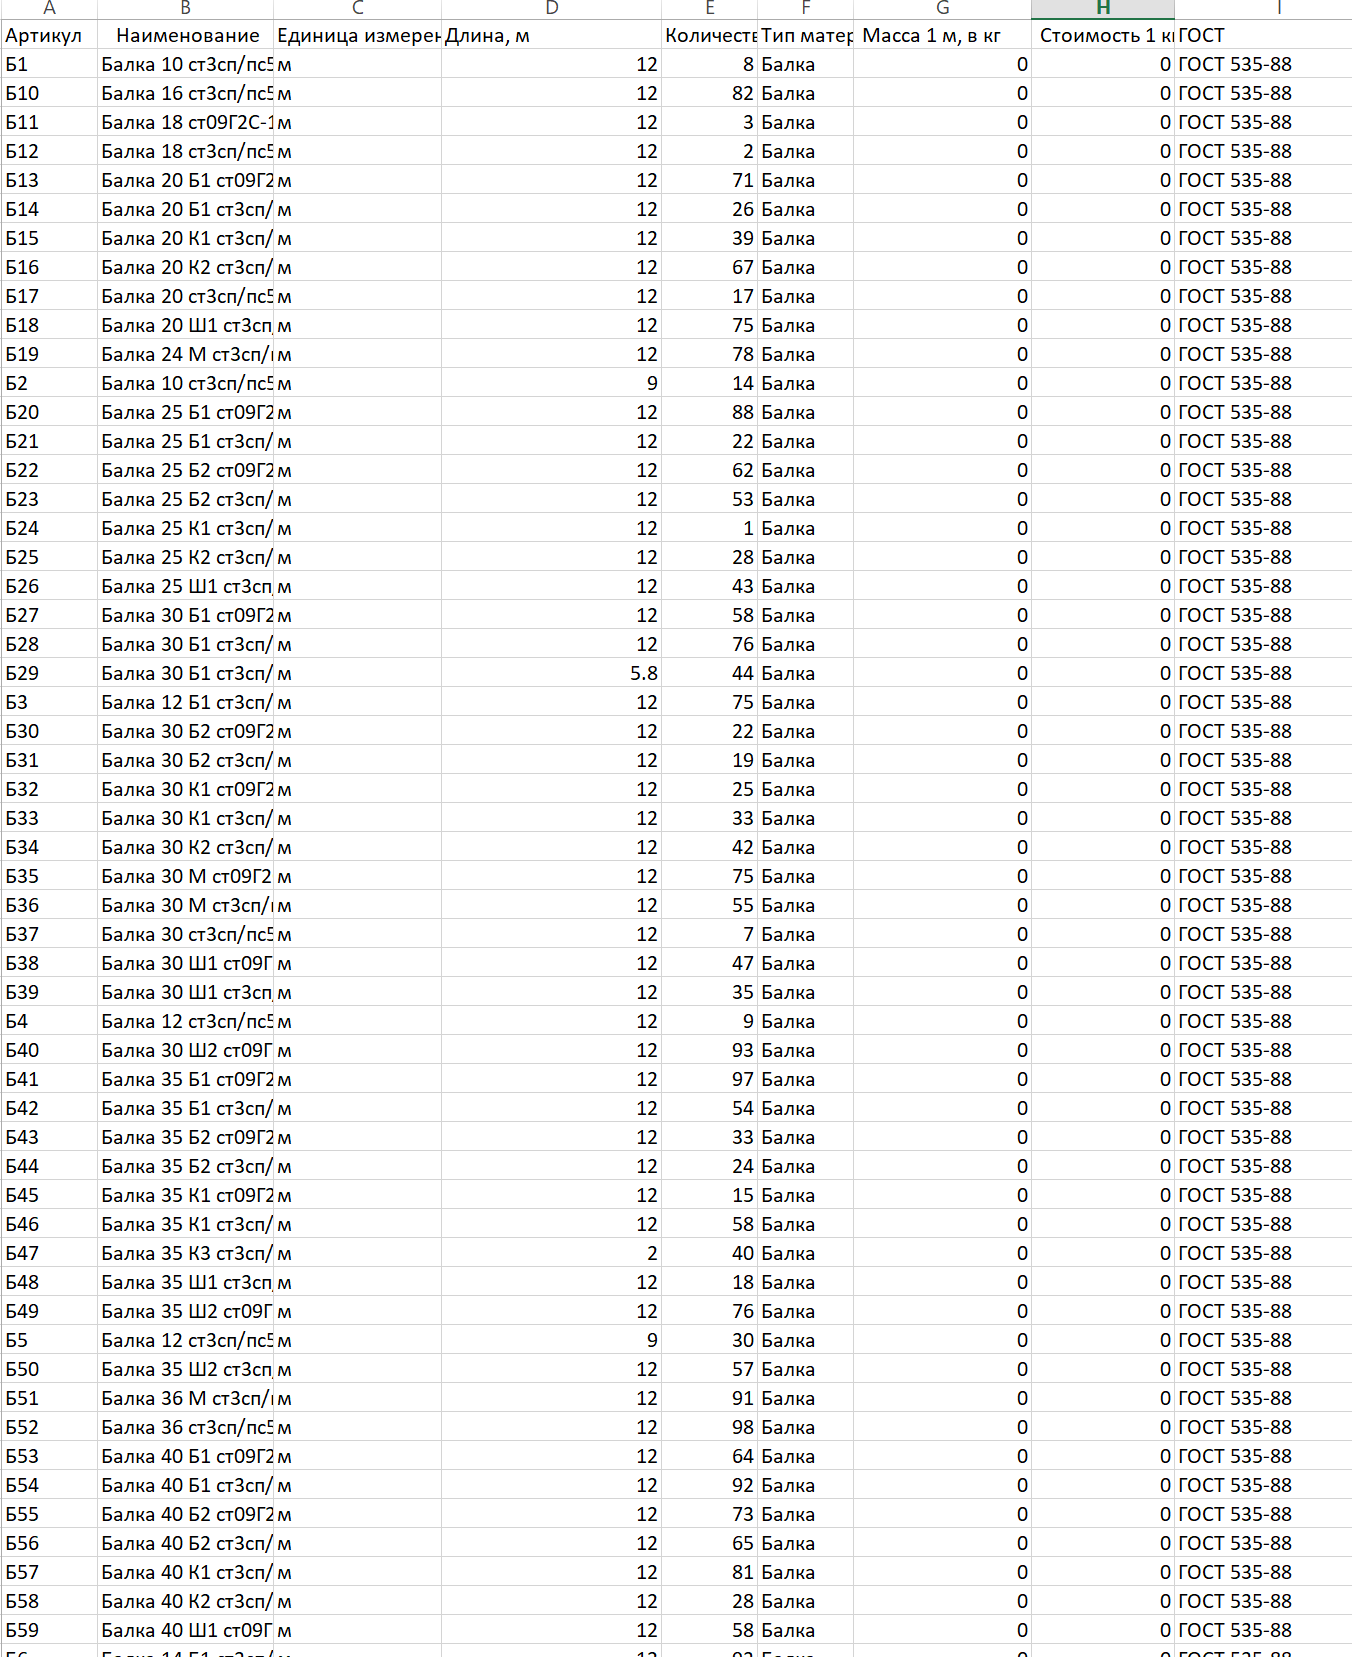 A B C D E F G H I
Артикул Наименование Единица измерен Длина, м Количеств Тип матер Масса 1 м, в кг Стоимость 1 к ГОСТ
Б1 Балка 10 ст3сп/пс5 м 12 8 Балка 0 0 ГОСТ 535-88
Б10 Балка 16 ст3сп/пс5 м 12 82 Балка 0 0 ГОСТ 535-88
Б11 Балка 18 ст09Г2С-1 м 12 3 Балка 0 0 ГОСТ 535-88
Б12 Балка 18 ст3сп/пс5 м 12 2 Балка 0 0 ГОСТ 535-88
Б13 Балка 20 Б1 ст09Г2 м 12 71 Балка 0 0 ГОСТ 535-88
Б14 Балка 20 Б1 ст3сп/ м 12 26 Балка 0 0 ГОСТ 535-88
Б15 Балка 20 К1 ст3сп/ м 12 39 Балка 0 0 ГОСТ 535-88
Б16 Балка 20 К2 ст3сп/ м 12 67 Балка 0 0 ГОСТ 535-88
Б17 Балка 20 ст3сп/пс5 м 12 17 Балка 0 0 ГОСТ 535-88
Б18 Балка 20 Ш1 ст3сп м 12 75 Балка 0 0 ГОСТ 535-88
Б19 Балка 24 М ст3сп/ м 12 78 Балка 0 0 ГОСТ 535-88
Б2 Балка 10 ст3сп/пс5 м 9 14 Балка 0 0 ГОСТ 535-88
Б20 Балка 25 Б1 ст09Г2 м 12 88 Балка 0 0 ГОСТ 535-88
Б21 Балка 25 Б1 ст3сп/ м 12 22 Балка 0 0 ГОСТ 535-88
Б22 Балка 25 Б2 ст09Г2 м 12 62 Балка 0 0 ГОСТ 535-88
Б23 Балка 25 Б2 ст3сп/ м 12 53 Балка 0 0 ГОСТ 535-88
Б24 Балка 25 К1 ст3сп/ м 12 1 Балка 0 0 ГОСТ 535-88
Б25 Балка 25 К2 ст3сп/ м 12 28 Балка 0 0 ГОСТ 535-88
Б26 Балка 25 Ш1 ст3сп м 12 43 Балка 0 0 ГОСТ 535-88
Б27 Балка 30 Б1 ст09Г2 м 12 58 Балка 0 0 ГОСТ 535-88
Б28 Балка 30 Б1 ст3сп/ м 12 76 Балка 0 0 ГОСТ 535-88
Б29 Балка 30 Б1 ст3сп/ м 5.8 44 Балка 0 0 ГОСТ 535-88
Б3 Балка 12 Б1 ст3сп/ м 12 75 Балка 0 0 ГОСТ 535-88
Б30 Балка 30 Б2 ст09Г2 м 12 22 Балка 0 0 ГОСТ 535-88
Б31 Балка 30 Б2 ст3сп/ м 12 19 Балка 0 0 ГОСТ 535-88
Б32 Балка 30 К1 ст09Г2 м 12 25 Балка 0 0 ГОСТ 535-88
Б33 Балка 30 К1 ст3сп/ м 12 33 Балка 0 0 ГОСТ 535-88
Б34 Балка 30 К2 ст3сп/ м 12 42 Балка 0 0 ГОСТ 535-88
Б35 Балка 30 М ст09Г2 м 12 75 Балка 0 0 ГОСТ 535-88
Б36 Балка 30 М ст3сп/ м 12 55 Балка 0 0 ГОСТ 535-88
Б37 Балка 30 ст3сп/пс5 м 12 7 Балка 0 0 ГОСТ 535-88
Б38 Балка 30 Ш1 ст09Г м 12 47 Балка 0 0 ГОСТ 535-88
Б39 Балка 30 Ш1 ст3сп м 12 35 Балка 0 0 ГОСТ 535-88
Б4 Балка 12 ст3сп/пс5 м 12 9 Балка 0 0 ГОСТ 535-88
Б40 Балка 30 Ш2 ст09Г м 12 93 Балка 0 0 ГОСТ 535-88
Б41 Балка 35 Б1 ст09Г2 м 12 97 Балка 0 0 ГОСТ 535-88
Б42 Балка 35 Б1 ст3сп/ м 12 54 Балка 0 0 ГОСТ 535-88
Б43 Балка 35 Б2 ст09Г2 м 12 33 Балка 0 0 ГОСТ 535-88
Б44 Балка 35 Б2 ст3сп/ м 12 24 Балка 0 0 ГОСТ 535-88
Б45 Балка 35 К1 ст09Г2 м 12 15 Балка 0 0 ГОСТ 535-88
Б46 Балка 35 К1 ст3сп/ м 12 58 Балка 0 0 ГОСТ 535-88
Б47 Балка 35 К3 ст3сп/ м 2 40 Балка 0 0 ГОСТ 535-88
Б48 Балка 35 Ш1 ст3сп м 12 18 Балка 0 0 ГОСТ 535-88
Б49 Балка 35 Ш2 ст09Г м 12 76 Балка 0 0 ГОСТ 535-88
Б5 Балка 12 ст3сп/пс5 м 9 30 Балка 0 0 ГОСТ 535-88
Б50 Балка 35 Ш2 ст3сп м 12 57 Балка 0 0 ГОСТ 535-88
Б51 Балка 36 М ст3сп/ м 12 91 Балка 0 0 ГОСТ 535-88
Б52 Балка 36 ст3сп/пс5 м 12 98 Балка 0 0 ГОСТ 535-88
Б53 Балка 40 Б1 ст09Г2 м 12 64 Балка 0 0 ГОСТ 535-88
Б54 Балка 40 Б1 ст3сп/ м 12 92 Балка 0 0 ГОСТ 535-88
Б55 Балка 40 Б2 ст09Г2 м 12 73 Балка 0 0 ГОСТ 535-88
Б56 Балка 40 Б2 ст3сп/ м 12 65 Балка 0 0 ГОСТ 535-88
Б57 Балка 40 К1 ст3сп/ м 12 81 Балка 0 0 ГОСТ 535-88
Б58 Балка 40 К2 ст3сп/ м 12 28 Балка 0 0 ГОСТ 535-88
Б59 Балка 40 Ш1 ст09Г м 12 58 Балка 0 0 ГОСТ 535-88